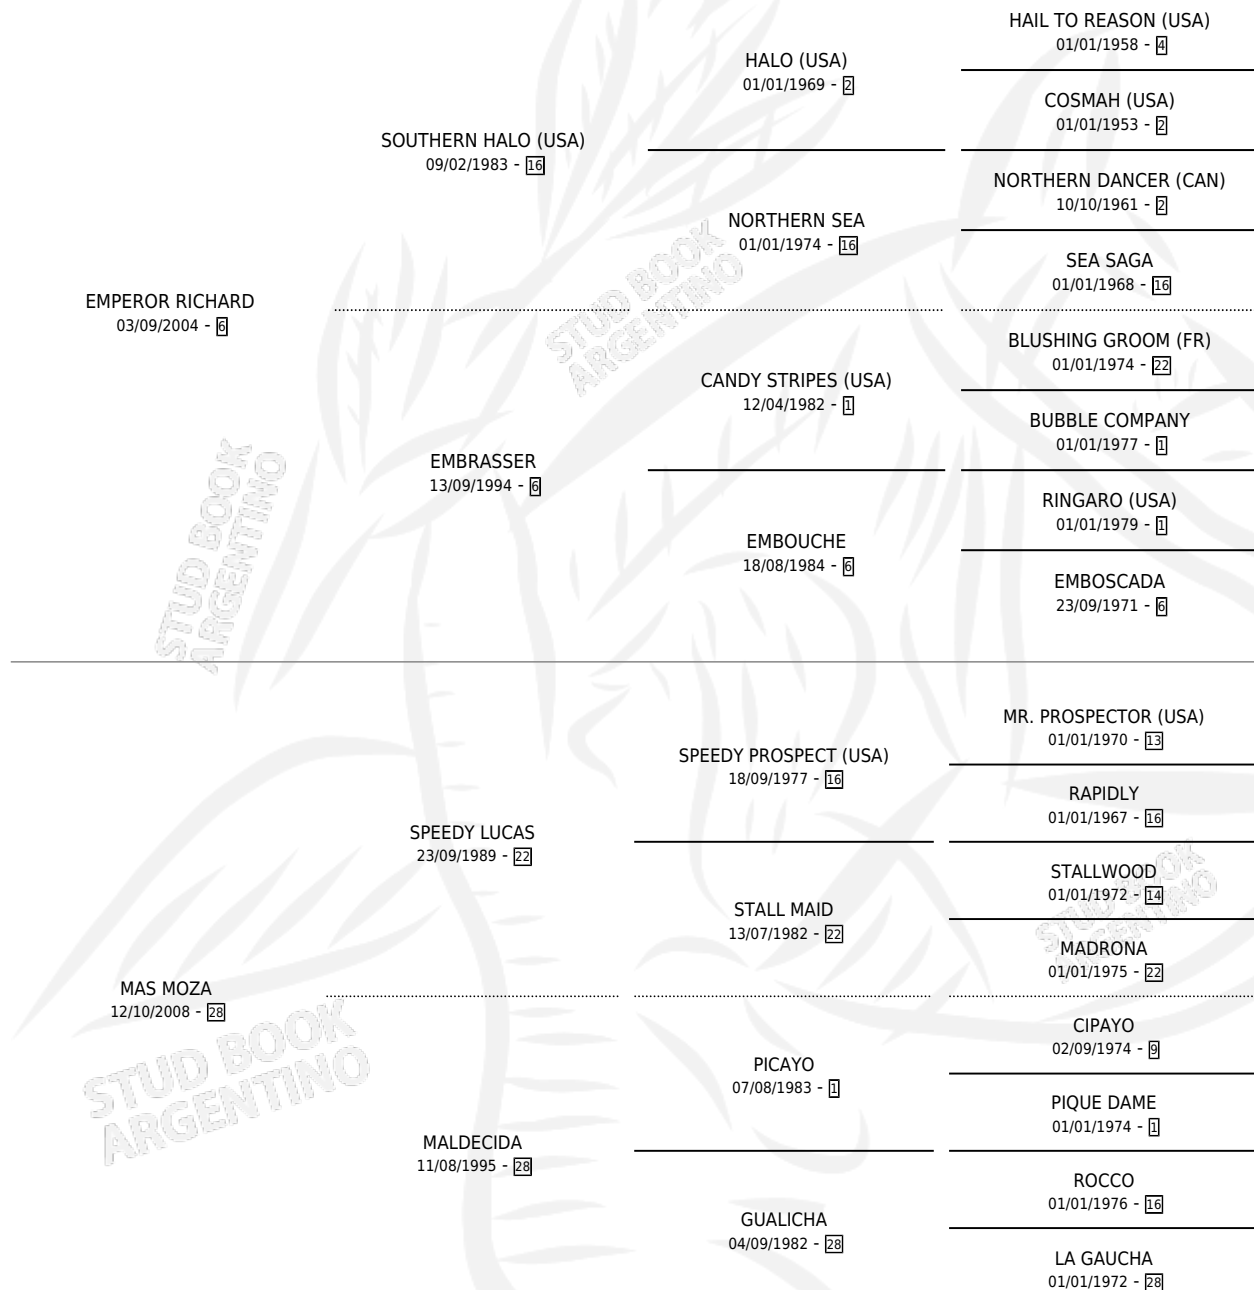 HAIL TO REASON (USA)
01/01/1958 - 4
HALO (USA)
01/01/1969 - 2
COSMAH (USA)
01/01/1953 - 2
SOUTHERN HALO (USA)
09/02/1983 - 16
NORTHERN DANCER (CAN)
10/10/1961 - 2
NORTHERN SEA
01/01/1974 - 16
SEA SAGA
01/01/1968 - 16
EMPEROR RICHARD
03/09/2004 - 6
BLUSHING GROOM (FR)
01/01/1974 - 22
CANDY STRIPES (USA)
12/04/1982 - 1
BUBBLE COMPANY
01/01/1977 - 1
EMBRASSER
13/09/1994 - 6
RINGARO (USA)
01/01/1979 - 1
EMBOUCHE
18/08/1984 - 6
EMBOSCADA
23/09/1971 - 6
MR. PROSPECTOR (USA)
01/01/1970 - 13
SPEEDY PROSPECT (USA)
18/09/1977 - 16
RAPIDLY
01/01/1967 - 16
SPEEDY LUCAS
23/09/1989 - 22
STALLWOOD
01/01/1972 - 14
STALL MAID
13/07/1982 - 22
MADRONA
01/01/1975 - 22
MAS MOZA
12/10/2008 - 28
CIPAYO
02/09/1974 - 9
PICAYO
07/08/1983 - 1
PIQUE DAME
01/01/1974 - 1
MALDECIDA
11/08/1995 - 28
ROCCO
01/01/1976 - 16
GUALICHA
04/09/1982 - 28
LA GAUCHA
01/01/1972 - 28
STUD BOOK
ARGENTINO
STUD BOOK
ARGENTINO
STUD BOOK
ARGENTINO
STUD BOOK
ARGENTINO